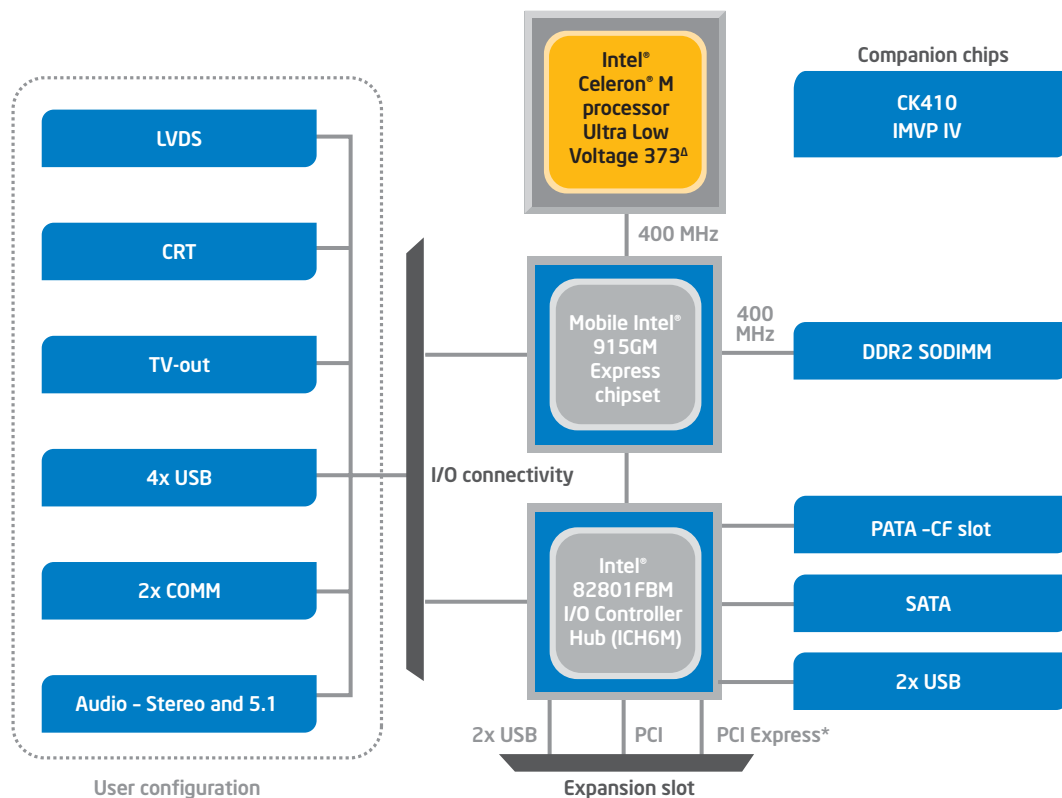 Intel®
Celeron® M
processor
Ultra Low
Voltage 373Δ
Companion chips
CK410
IMVP IV
LVDS
CRT
TV-out
4x USB
2x COMM
Audio – Stereo and 5.1
User configuration
400 MHz
Mobile Intel®
915GM
Express
chipset
400
MHz
DDR2 SODIMM
I/O connectivity
Intel®
82801FBM
I/O Controller
Hub (ICH6M)
PATA –CF slot
SATA
2x USB
2x USB
PCI
PCI Express*
Expansion slot